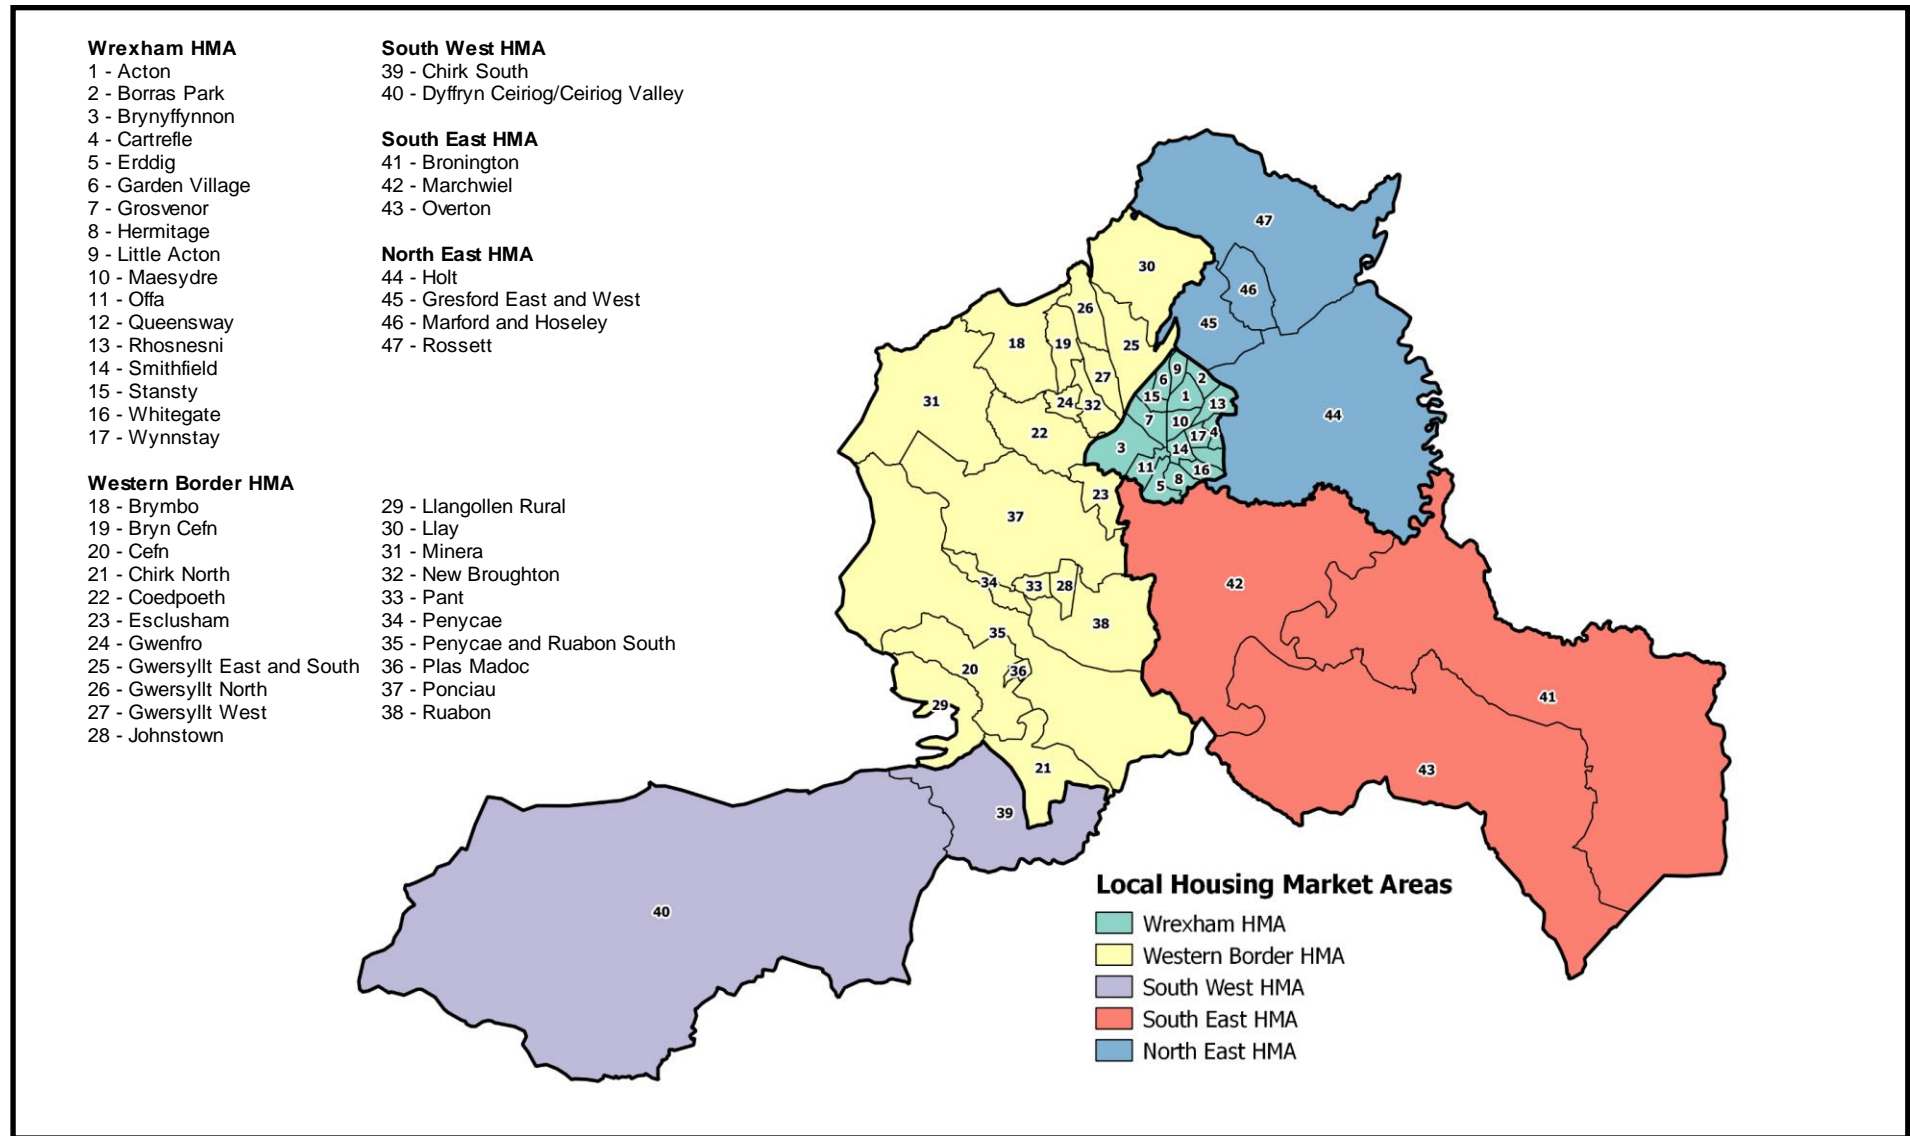 Wrexham HMA
1 - Acton
2 - Borras Park
3 - Brynyffynnon
4 - Cartrefle
5 - Erddig
6 - Garden Village
7 - Grosvenor
8 - Hermitage
9 - Little Acton
10 - Maesydre
11 - Offa
12 - Queensway
13 - Rhosnesni
14 - Smithfield
15 - Stansty
16 - Whitegate
17 - Wynnstay
Western Border HMA
18 - Brymbo
19 - Bryn Cefn
20 - Cefn
21 - Chirk North
22 - Coedpoeth
23 - Esclusham
24 - Gwenfro
25 - Gwersyllt East and South
26 - Gwersyllt North
27 - Gwersyllt West
28 - Johnstown
South West HMA
39 - Chirk South
40 - Dyffryn Ceiriog/Ceiriog Valley
South East HMA
41 - Bronington
42 - Marchwiel
43 - Overton
North East HMA
44 - Holt
45 - Gresford East and West
46 - Marford and Hoseley
47 - Rossett
29 - Llangollen Rural
30 - Llay
31 - Minera
32 - New Broughton
33 - Pant
34 - Penycae
35 - Penycae and Ruabon South
36 - Plas Madoc
37 - Ponciau
38 - Ruabon
47
30
46
26
45
18
19
25
9
27
6
2
15
1
31
24
32
13
44
7
10
22
17
4
3
14
11
16
8
5
23
37
34
33
28
42
38
35
20
36
41
29
21
43
39
40
Local Housing Market Areas
Wrexham HMA
Western Border HMA
South West HMA
South East HMA
North East HMA